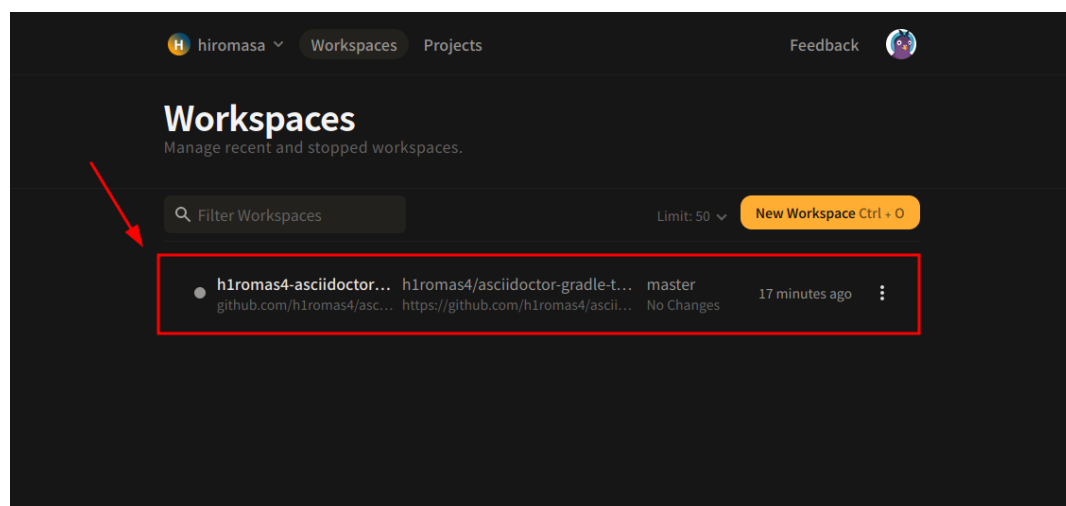 H hiromasa Workspaces Projects Feedback
Workspaces
Manage recent and stopped workspaces.
Filter Workspaces Limit: 50 New Workspace Ctrl + O
h1romas4-asciidoctor... h1romas4/asciidoctor-gradle-t... master 17 minutes ago
github.com/h1romas4/asc... https://github.com/h1romas4/ascii... No Changes